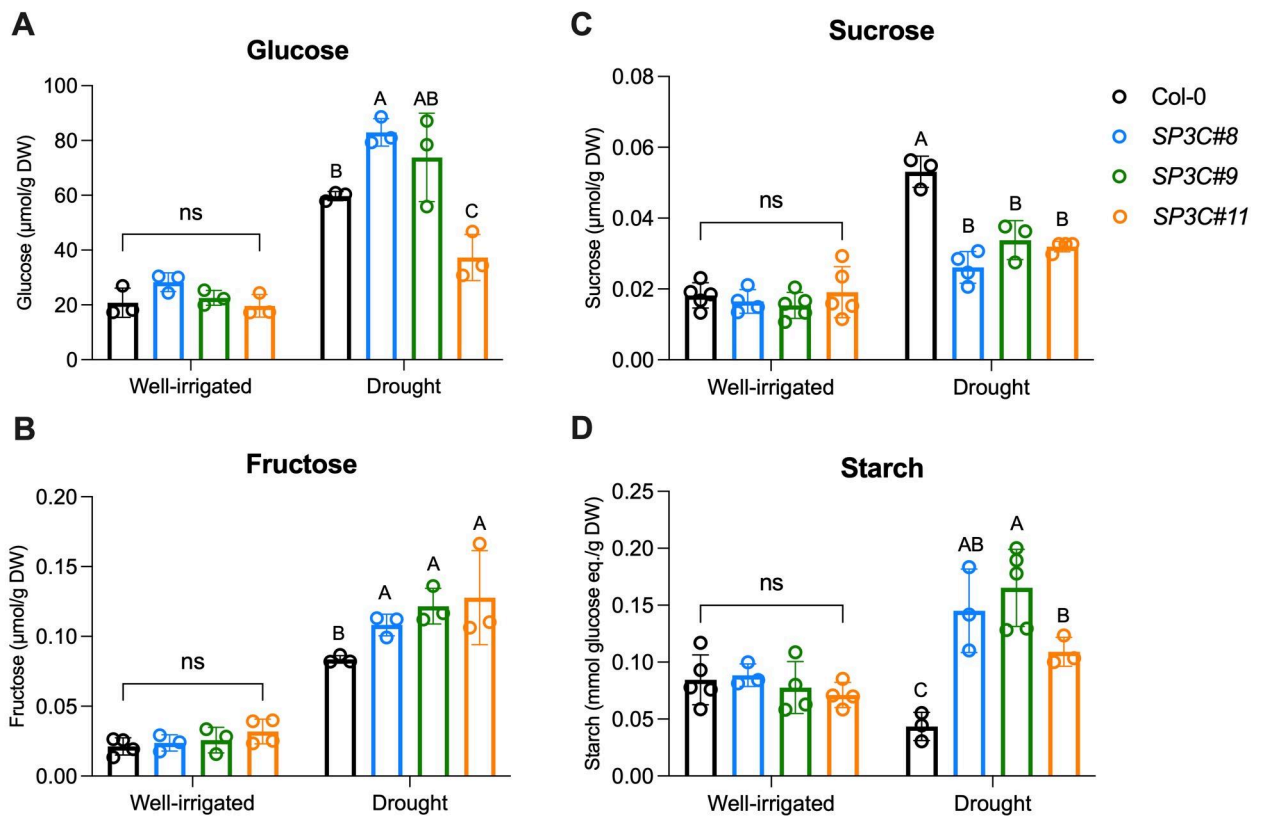 A
Glucose
Glucose (µmol/g DW)
100
80
60
40
20
0
ns
B
A
AB
C
Well-irrigated
Drought
C
Sucrose
Sucrose (µmol/g DW)
0.08
0.06
0.04
0.02
0.00
ns
A
B
B
B
Well-irrigated
Drought
Col-0
SP3C#8
SP3C#9
SP3C#11
B
Fructose
Fructose (µmol/g DW)
0.20
0.15
0.10
0.05
0.00
ns
B
A
A
A
Well-irrigated
Drought
D
Starch
Starch (mmol glucose eq./g DW)
0.25
0.20
0.15
0.10
0.05
0.00
ns
C
AB
A
B
Well-irrigated
Drought